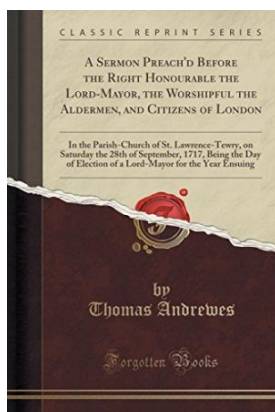 CLASSIC REPRINT SERIES
A SERMON PREACH'D BEFORE
THE RIGHT HONOURABLE THE
LORD-MAYOR, THE WORSHIPFUL THE
ALDERMEN, AND CITIZENS OF LONDON
In the Parish-Church of St. Lawrence-Tewry, on
Saturday the 28th of September, 1717, Being the Day
of Election of a Lord-Mayor for the Year Ensuing
by
Thomas Andrewes
Forgotten Books